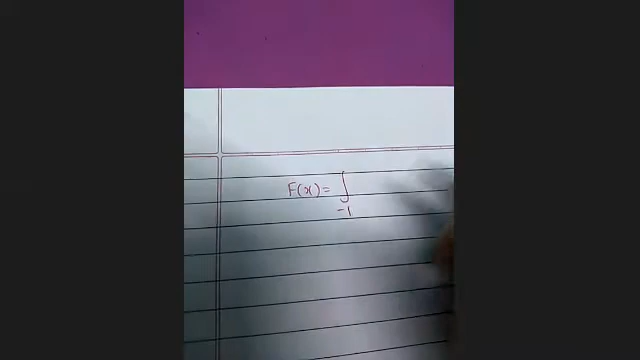 F(x) = ∫
-1